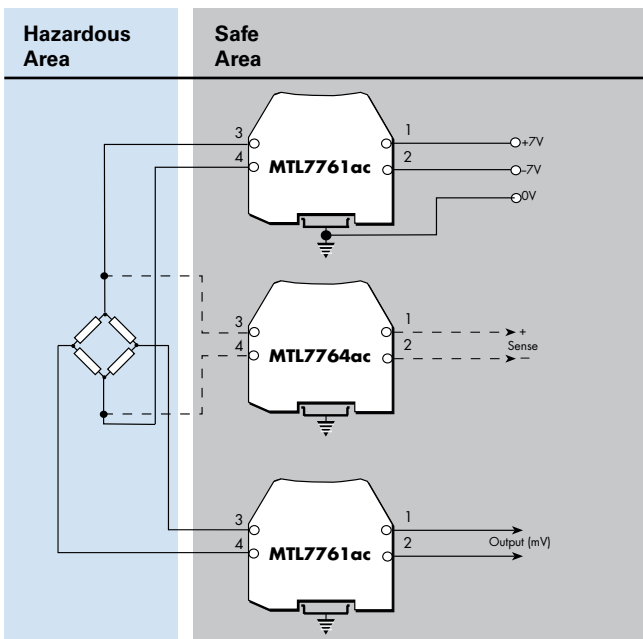 Hazardous
Area
Safe
Area
3
4
MTL7761ac
1
2
+7V
–7V
0V
3
4
MTL7764ac
1
2
+
Sense
–
3
4
MTL7761ac
1
2
Output (mV)